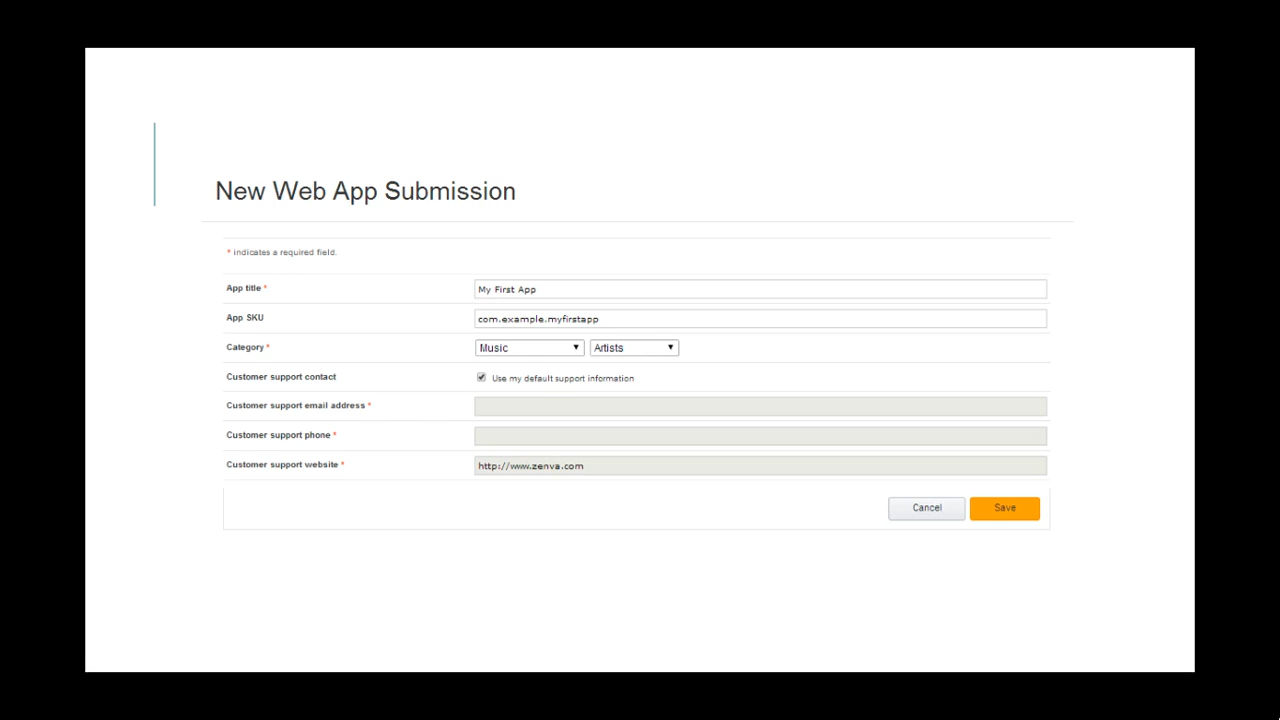 New Web App Submission
* indicates a required field.
App title * My First App
App SKU com.example.myfirstapp
Category * Music Artists
Customer support contact Use my default support information
Customer support email address *
Customer support phone *
Customer support website * http://www.zenva.com
Cancel Save